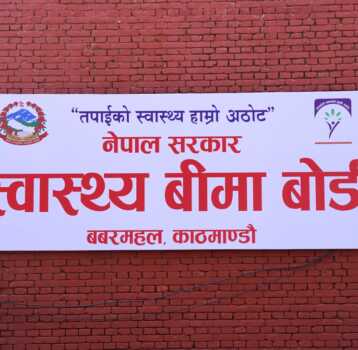 “तपाईको स्वास्थ्य हाम्रो अठोट”
नेपाल सरकार
स्वास्थ्य बीमा बोर्ड
बबरमहल, काठमाण्डौ